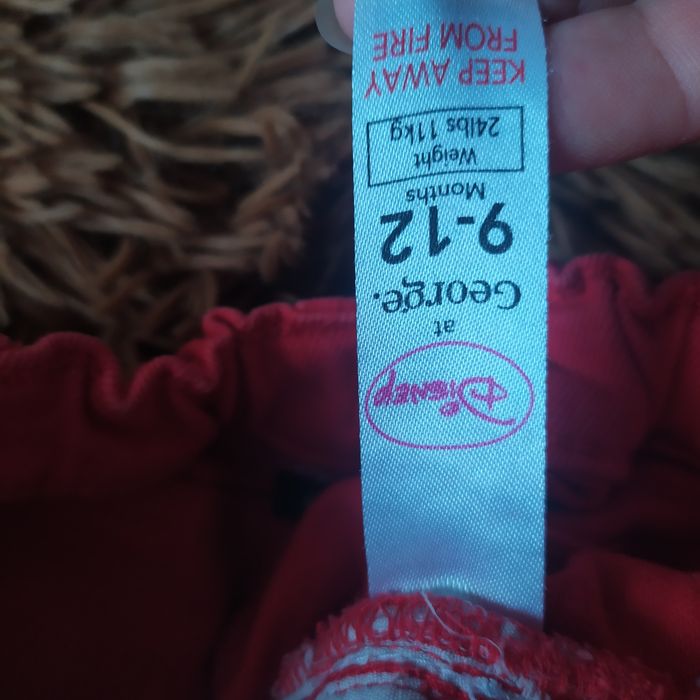 Disney
at
George.
9-12
Months
Weight
24lbs 11kg
KEEP AWAY
FROM FIRE